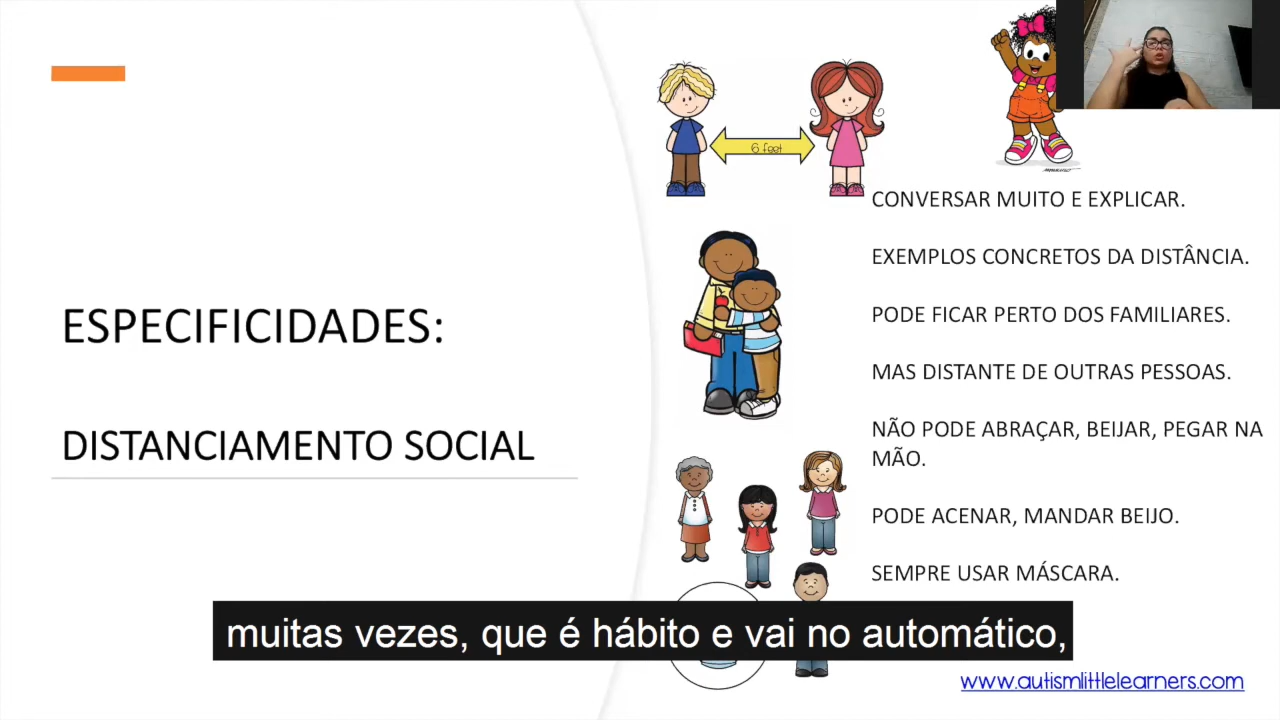 6 feet
CONVERSAR MUITO E EXPLICAR.
EXEMPLOS CONCRETOS DA DISTÂNCIA.
PODE FICAR PERTO DOS FAMILIARES.
MAS DISTANTE DE OUTRAS PESSOAS.
NÃO PODE ABRAÇAR, BEIJAR, PEGAR NA
MÃO.
PODE ACENAR, MANDAR BEIJO.
SEMPRE USAR MÁSCARA.
ESPECIFICIDADES:
DISTANCIAMENTO SOCIAL
muitas vezes, que é hábito e vai no automático,
www.autismlittlelearners.com